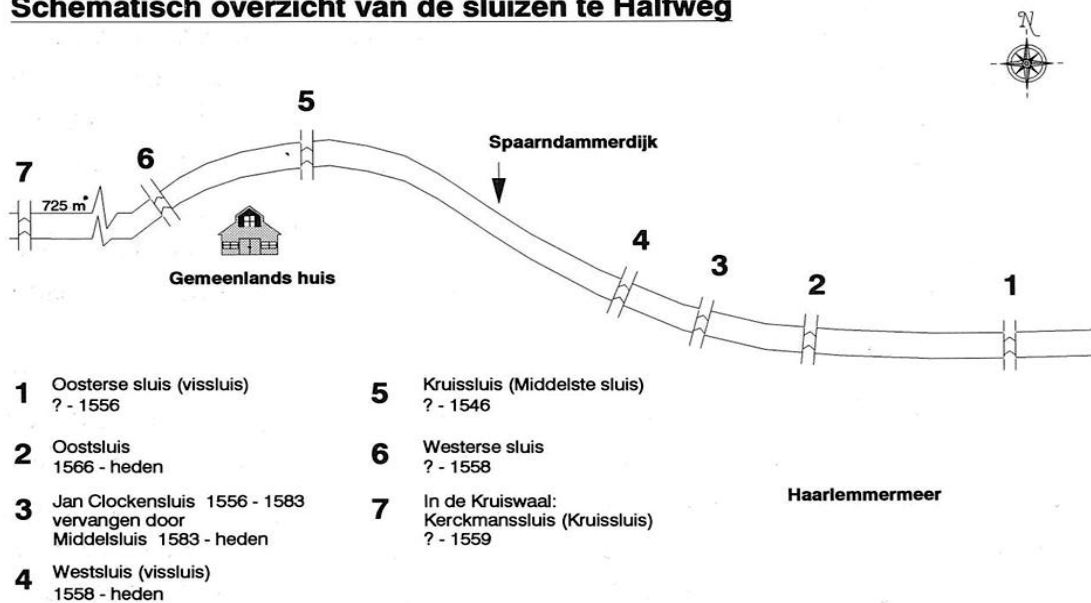 Schematisch overzicht van de sluizen te Halfweg
N
5
Spaarndammerdijk
6
7
725 m
4
3
2
1
Gemeenlands huis
1 Oosterse sluis (vissluis)
? - 1556
2 Oostsluis
1566 - heden
3 Jan Clockensluis 1556 - 1583
vervangen door
Middelsluis 1583 - heden
4 Westsluis (vissluis)
1558 - heden
5 Kruissluis (Middelste sluis)
? - 1546
6 Westerse sluis
? - 1558
7 In de Kruiswaal:
Kerckmanssluis (Kruissluis)
? - 1559
Haarlemmermeer